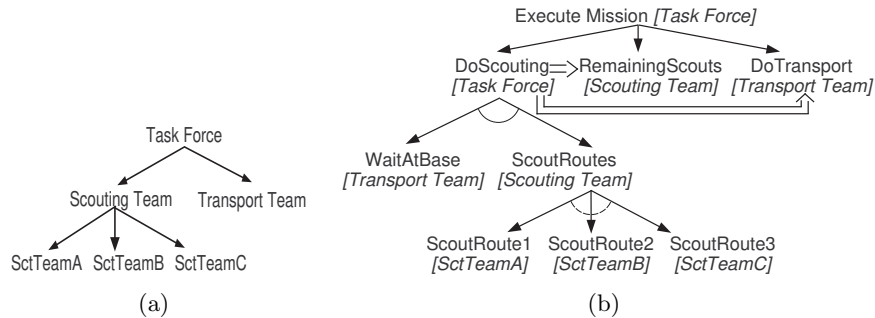 Execute Mission [Task Force]
DoScouting RemainingScouts DoTransport
[Task Force] [Scouting Team] [Transport Team]
WaitAtBase ScoutRoutes
[Transport Team] [Scouting Team]
ScoutRoute1 ScoutRoute2 ScoutRoute3
[SctTeamA] [SctTeamB] [SctTeamC]
Task Force
Scouting Team Transport Team
SctTeamA SctTeamB SctTeamC
(a) (b)